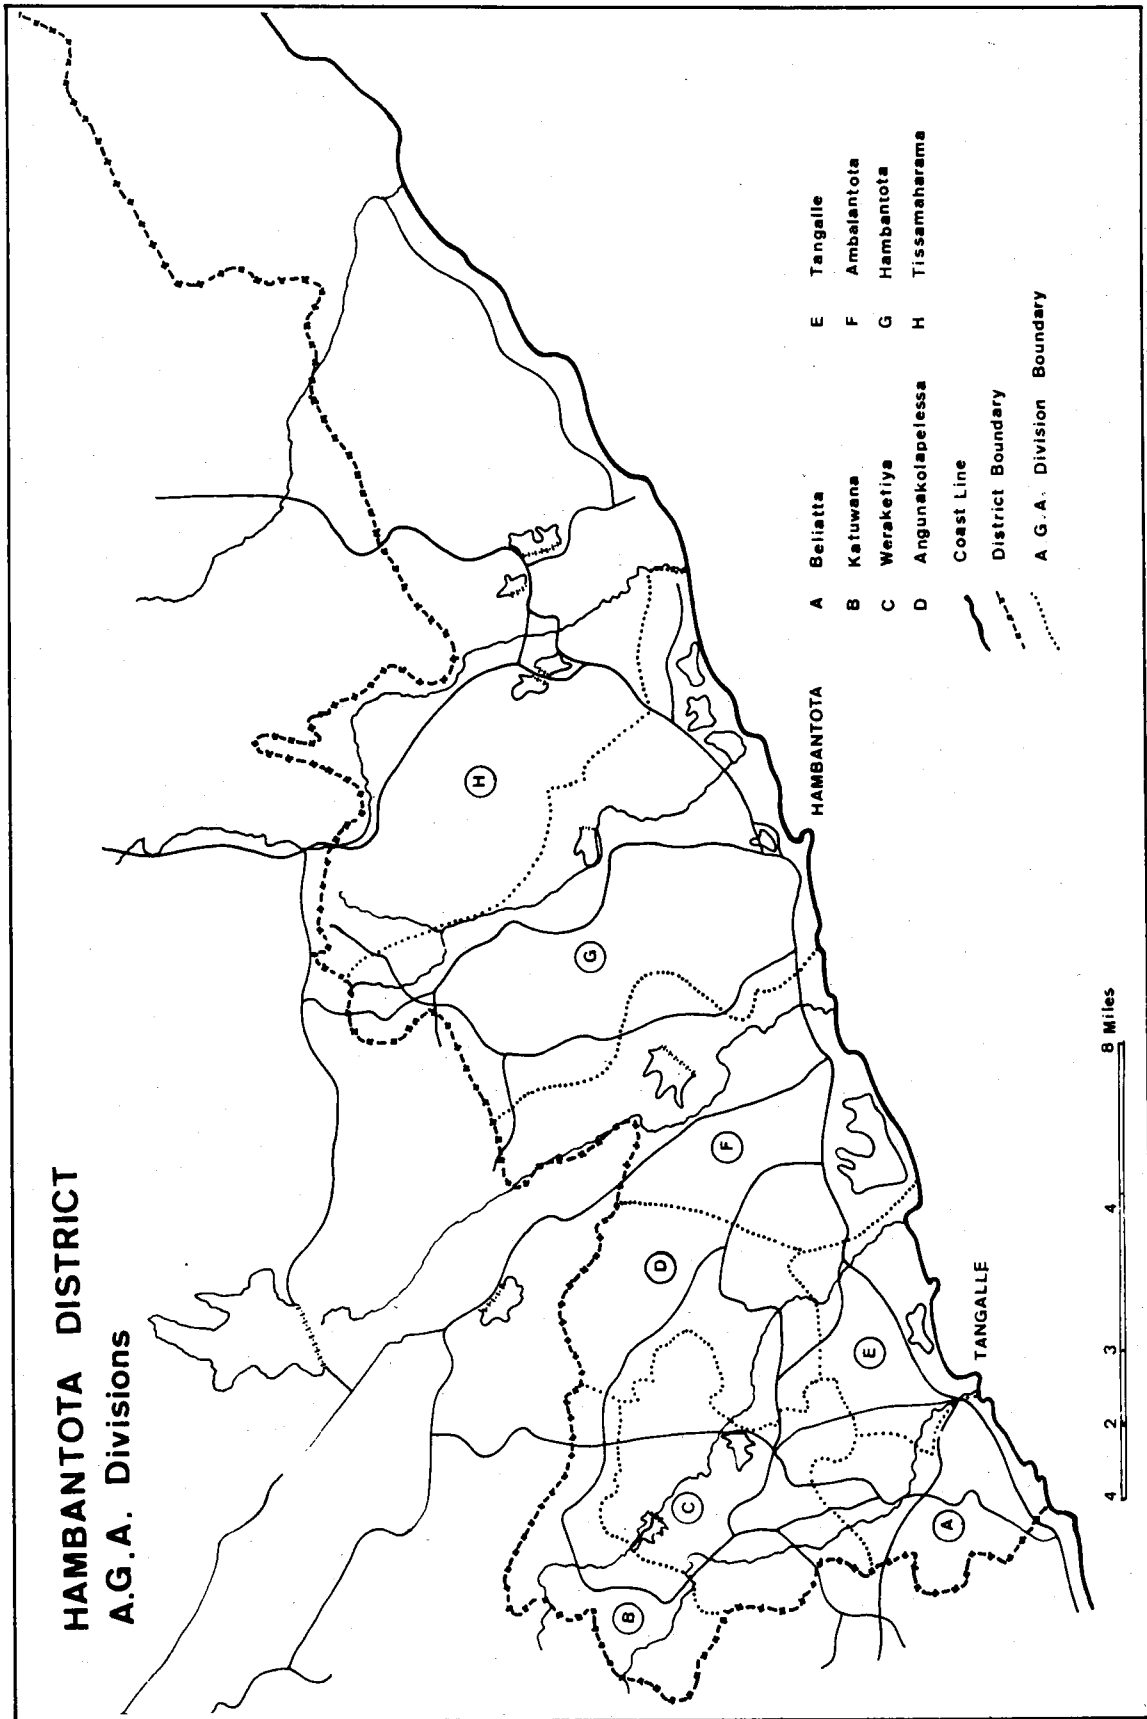 HAMBANTOTA DISTRICT
A.G.A. Divisions
H
G
F
D
E
C
B
A
HAMBANTOTA
TANGALLE
A Beliatta
B Katuwana
C Weraketiya
D Angunakolapelessa
E Tangalle
F Ambalantota
G Hambantota
H Tissamaharama
Coast Line
District Boundary
A G.A. Division Boundary
4 2 3 4 8 Miles